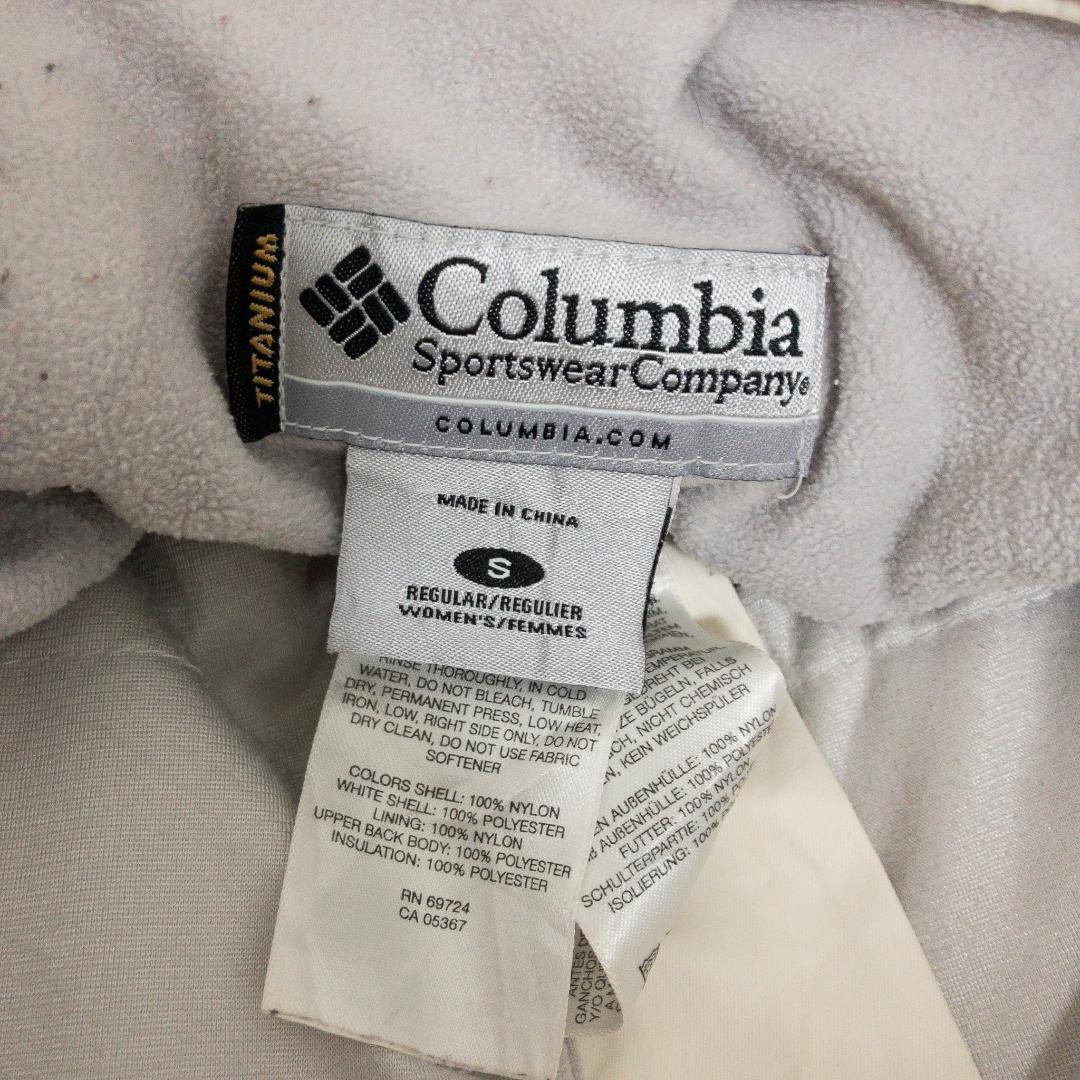 TITANIUM
Columbia
Sportswear Company®
COLUMBIA.COM
MADE IN CHINA
S
REGULAR/REGULIER
WOMEN'S/FEMMES
RINSE THOROUGHLY, IN COLD
WATER, DO NOT BLEACH, TUMBLE
DRY, PERMANENT PRESS, LOW HEAT,
IRON, LOW, RIGHT SIDE ONLY, DO NOT
DRY CLEAN, DO NOT USE FABRIC
SOFTENER
COLORS SHELL: 100% NYLON
WHITE SHELL: 100% POLYESTER
LINING: 100% NYLON
UPPER BACK BODY: 100% POLYESTER
INSULATION: 100% POLYESTER
RN 69724
CA 05367
BÜGELN, FALLS
NICHT CHEMISCH
KEIN WEICHSPÜLER
AUßENHÜLLE: 100% NYLON
AUßENHÜLLE: 100%
FUTTER: 100% NYLON
SCHULTERPARTIE: 100%
ISOLIERUNG: 100%
ANTES
GANCHOS
Y/O